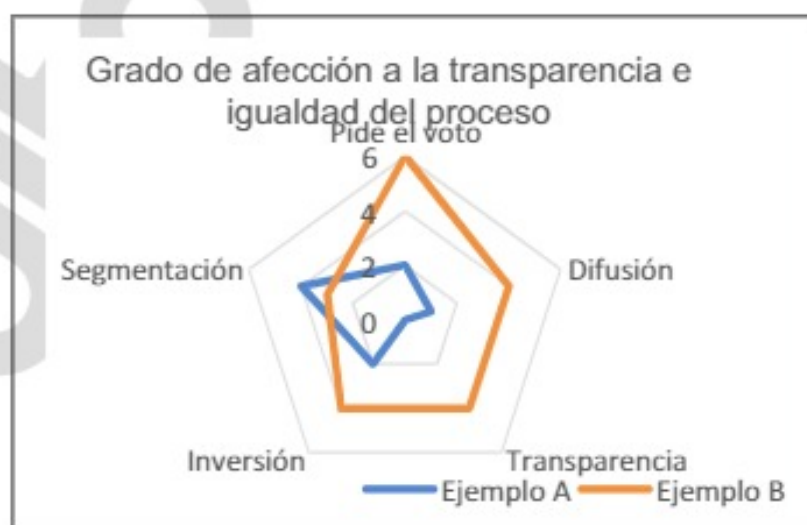 Grado de afección a la transparencia e
igualdad del proceso
Pide el voto
6
4
2
0
Segmentación
Difusión
Inversión
Transparencia
Ejemplo A
Ejemplo B